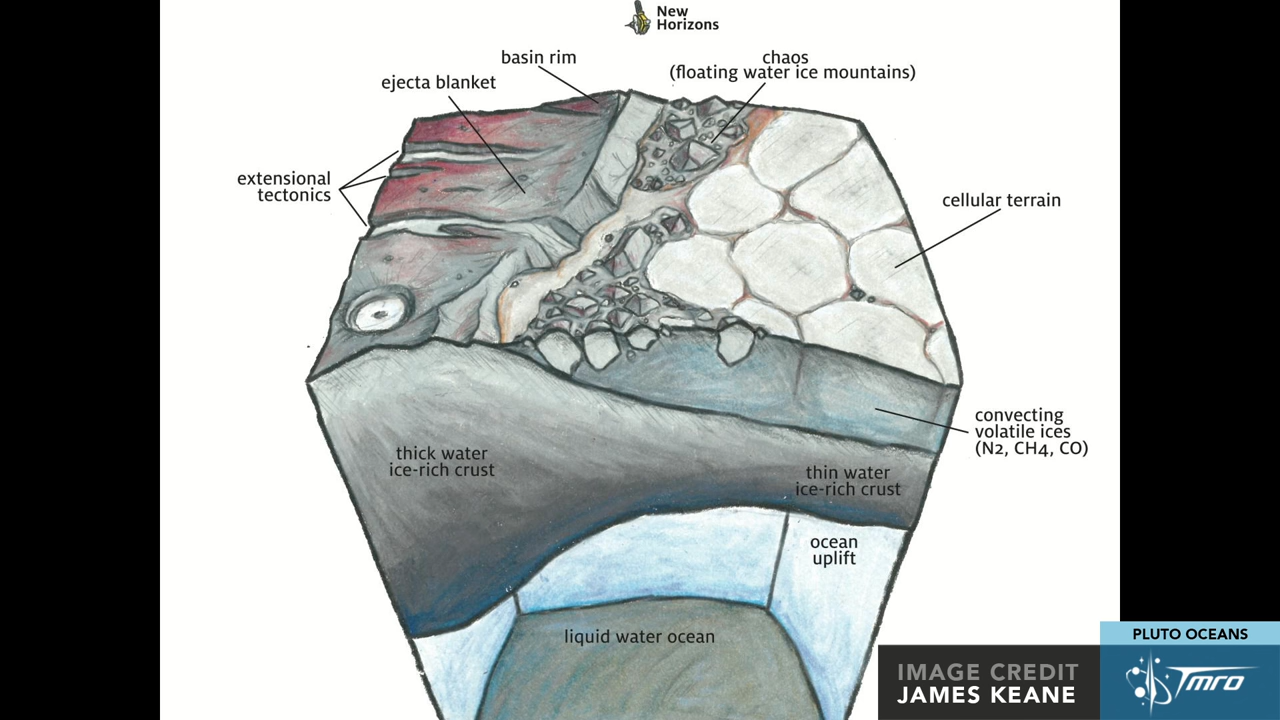 New
Horizons
basin rim
chaos
(floating water ice mountains)
ejecta blanket
extensional
tectonics
cellular terrain
convecting
volatile ices
(N2, CH4, CO)
thick water
ice-rich crust
thin water
ice-rich crust
ocean
uplift
liquid water ocean
PLUTO OCEANS
IMAGE CREDIT
JAMES KEANE
TMRO